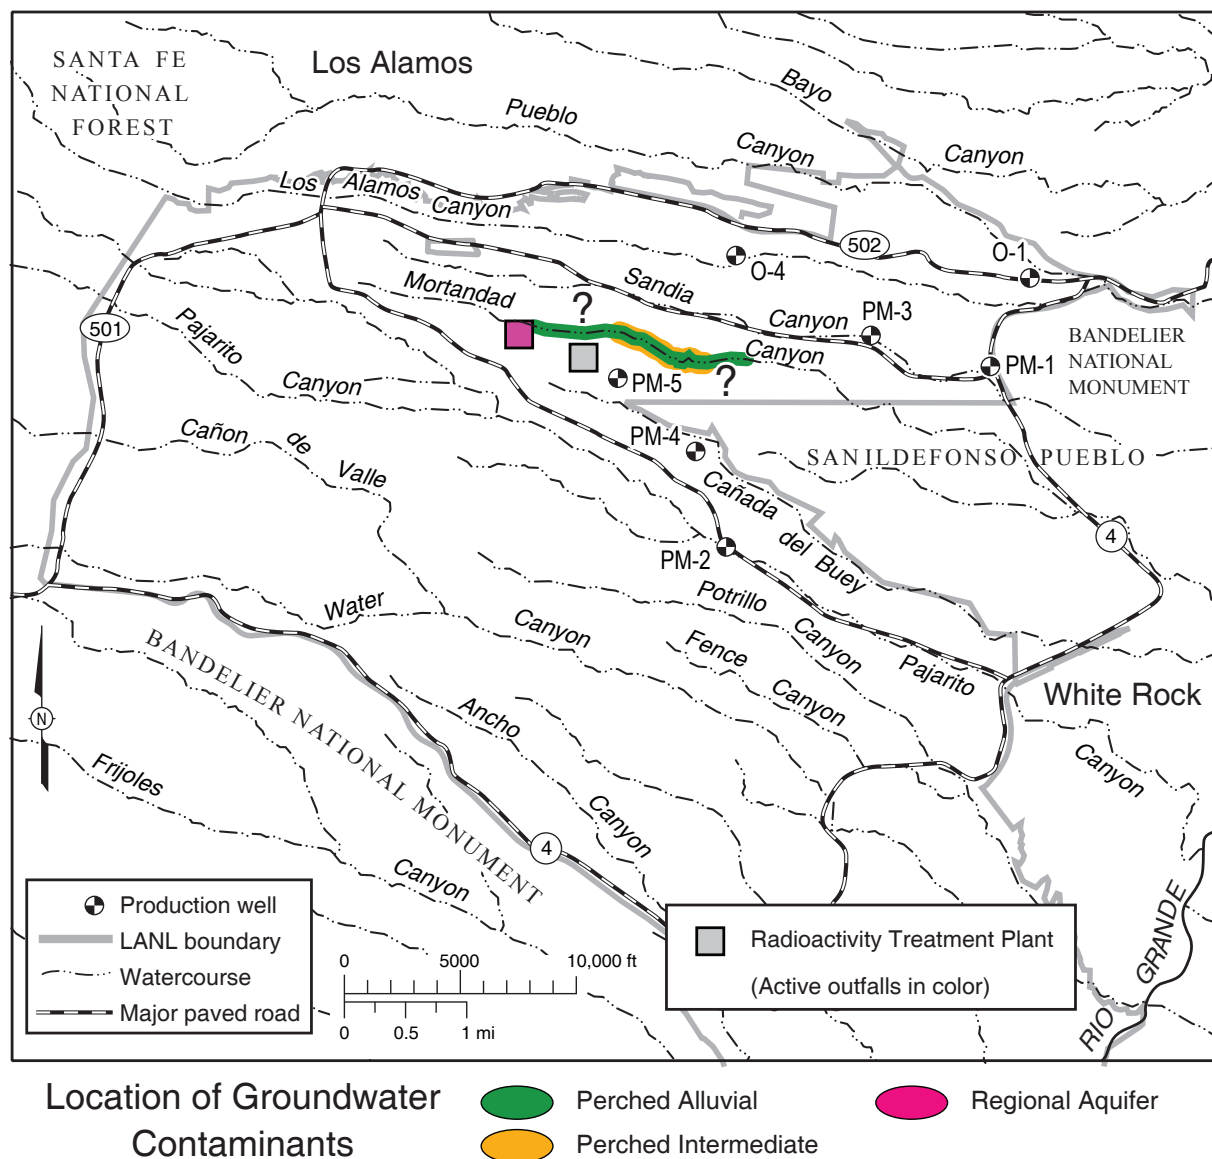 SANTA FE
NATIONAL
FOREST
Los Alamos
Bayo
Pueblo
Canyon
Canyon
Los Alamos
Canyon
502
O-1
O-4
Sandia
Mortandad
?
Canyon
PM-3
501
Pajarito
Canyon
BANDELIER
NATIONAL
MONUMENT
PM-1
PM-5
?
Canyon
Cañon
de
Valle
PM-4
SAN ILDEFONSO PUEBLO
Cañada
del Buey
4
PM-2
Water
Canyon
Potrillo
Canyon
Fence
Canyon
Pajarito
White Rock
BANDELIER NATIONAL MONUMENT
Ancho
Canyon
N
Frijoles
Canyon
Canyon
4
RIO GRANDE
Production well
LANL boundary
Watercourse
Major paved road
0 5000 10,000 ft
0 0.5 1 mi
Radioactivity Treatment Plant
(Active outfalls in color)
Location of Groundwater
Contaminants
Perched Alluvial
Regional Aquifer
Perched Intermediate